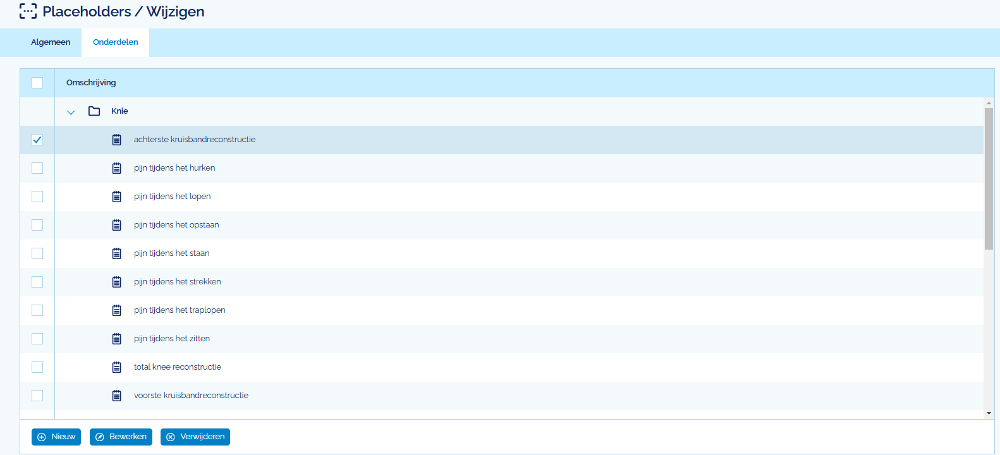 Placeholders / Wijzigen
Algemeen
Onderdelen
Omschrijving
Knie
achterste kruisbandreconstructie
pijn tijdens het hurken
pijn tijdens het lopen
pijn tijdens het opstaan
pijn tijdens het staan
pijn tijdens het strekken
pijn tijdens het traplopen
pijn tijdens het zitten
total knee reconstructie
voorste kruisbandreconstructie
Nieuw
Bewerken
Verwijderen